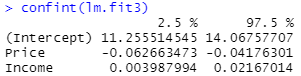 > confint(lm.fit3)
2.5 % 97.5 %
(Intercept) 11.255514545 14.06757707
Price -0.062663473 -0.04176301
Income 0.003987994 0.02167014